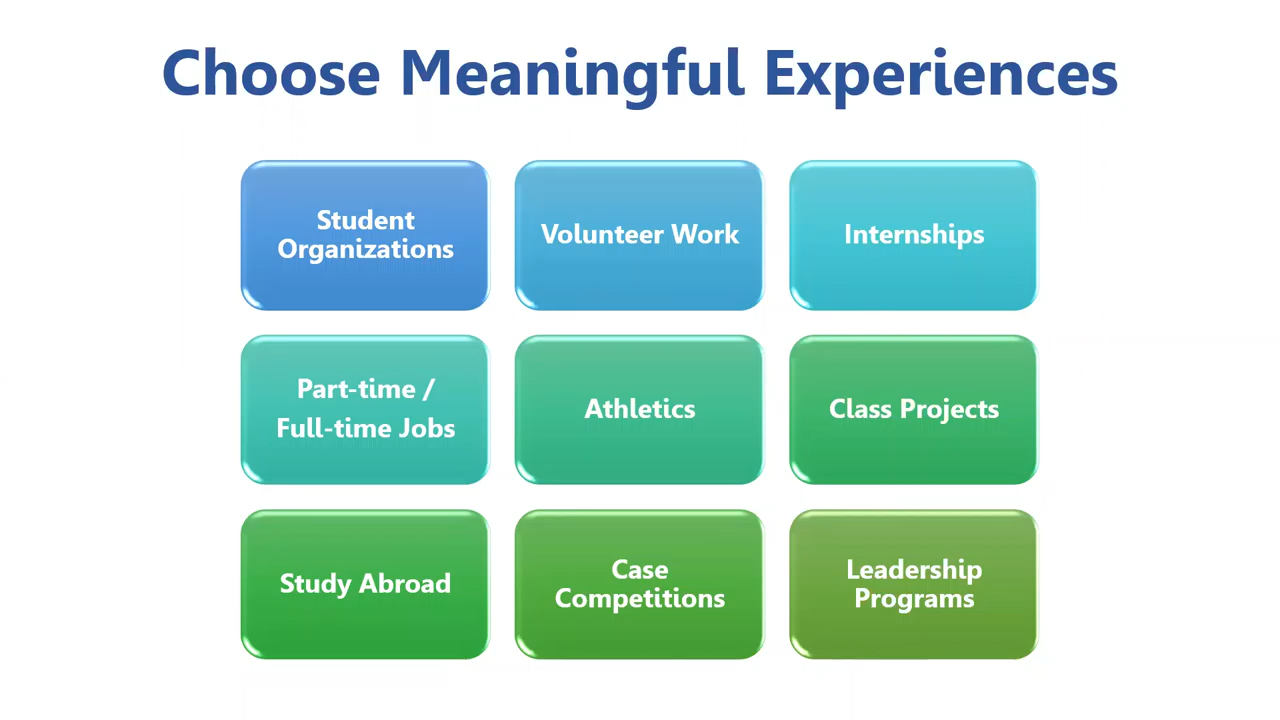 Choose Meaningful Experiences
Student
Organizations
Volunteer Work
Internships
Part-time /
Full-time Jobs
Athletics
Class Projects
Study Abroad
Case
Competitions
Leadership
Programs